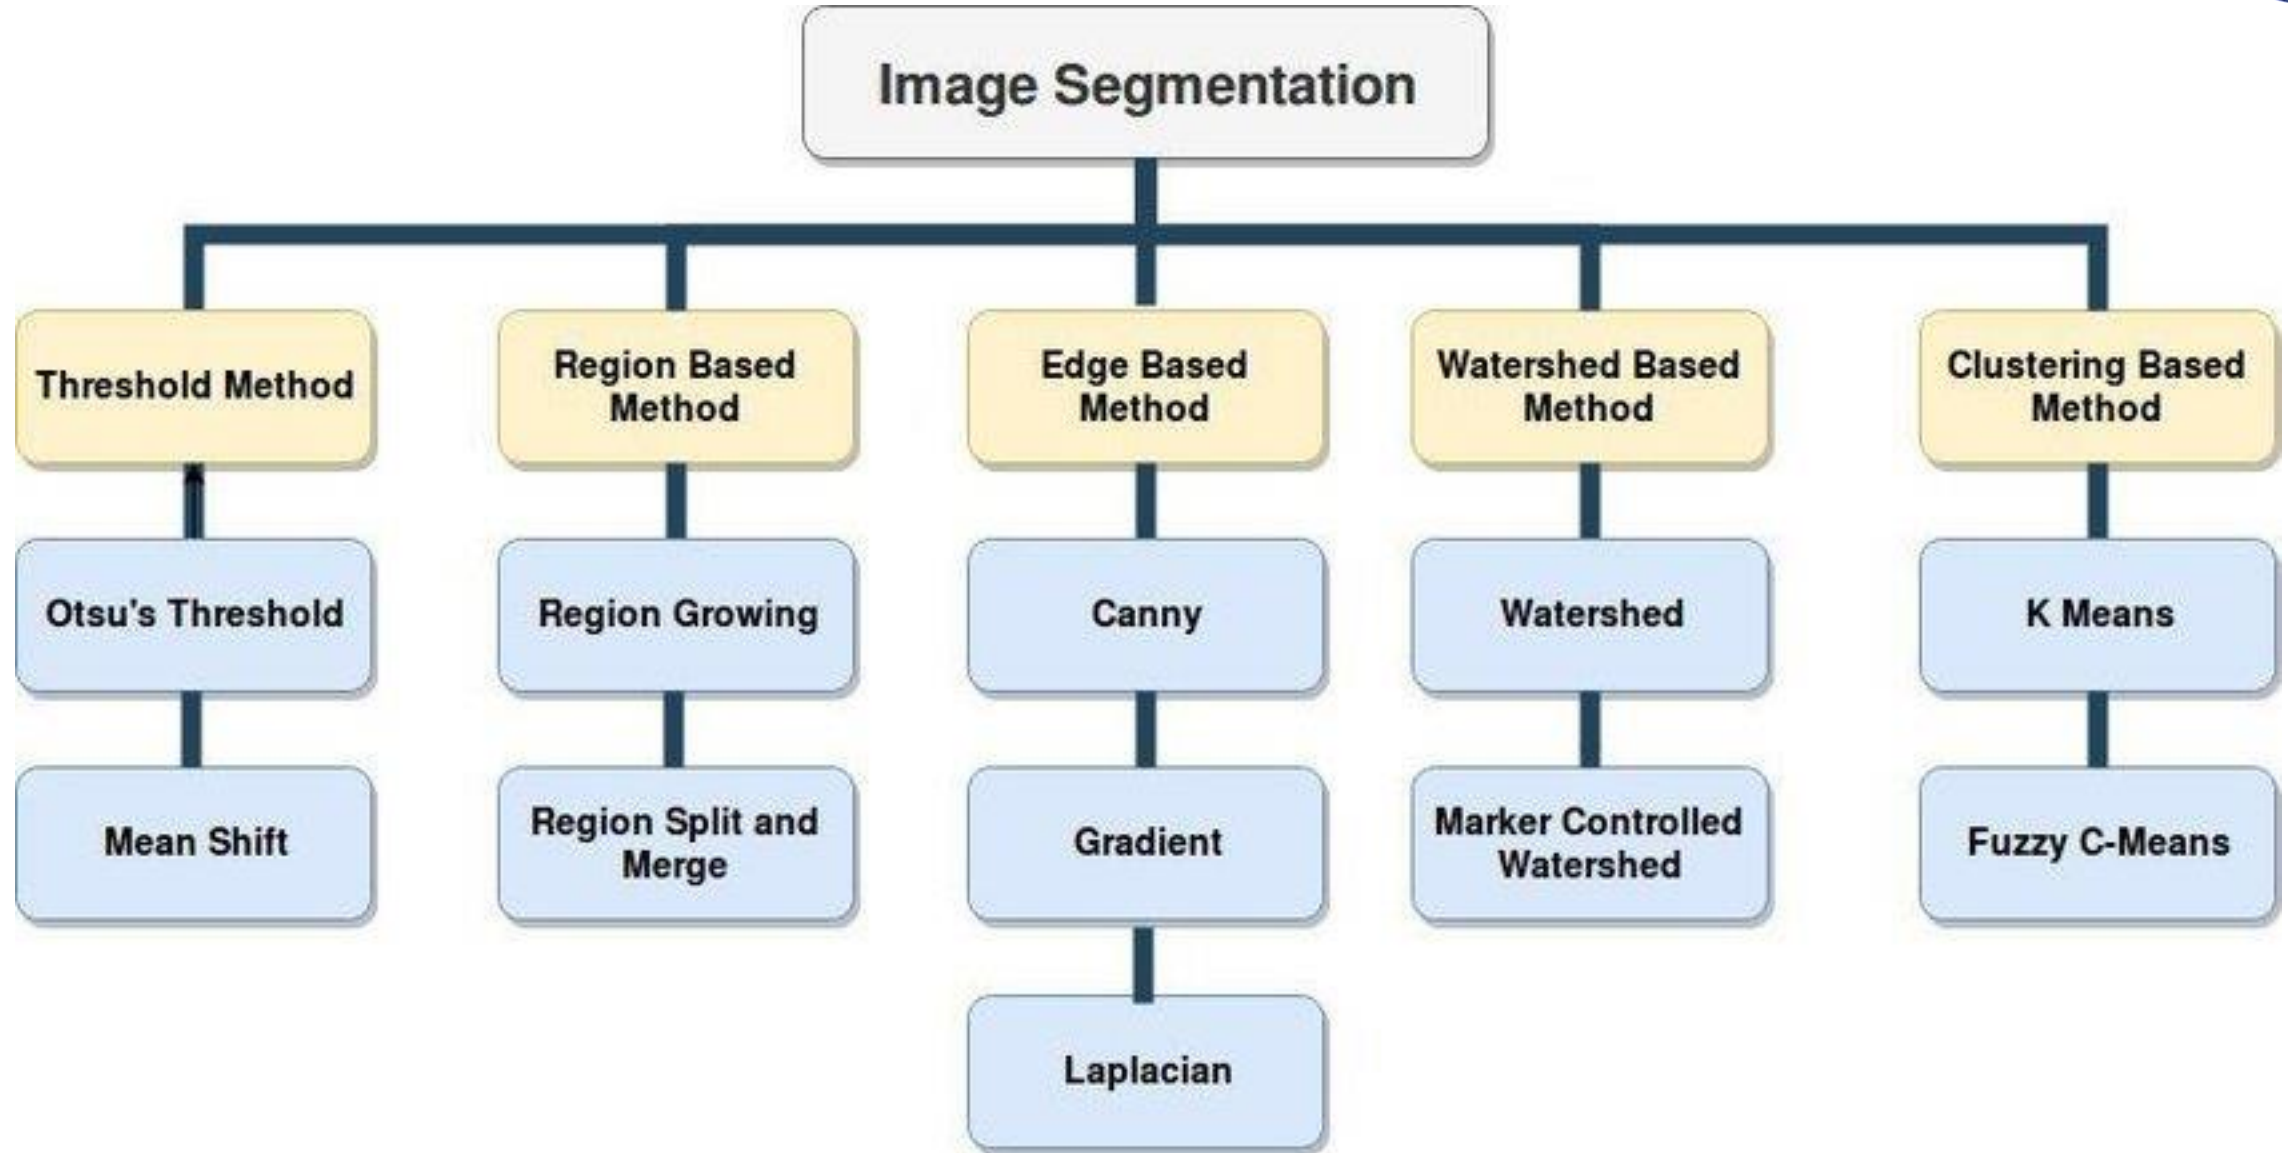 Image Segmentation
Threshold Method
Region Based
Method
Edge Based
Method
Watershed Based
Method
Clustering Based
Method
Otsu's Threshold
Region Growing
Canny
Watershed
K Means
Mean Shift
Region Split and
Merge
Gradient
Marker Controlled
Watershed
Fuzzy C-Means
Laplacian